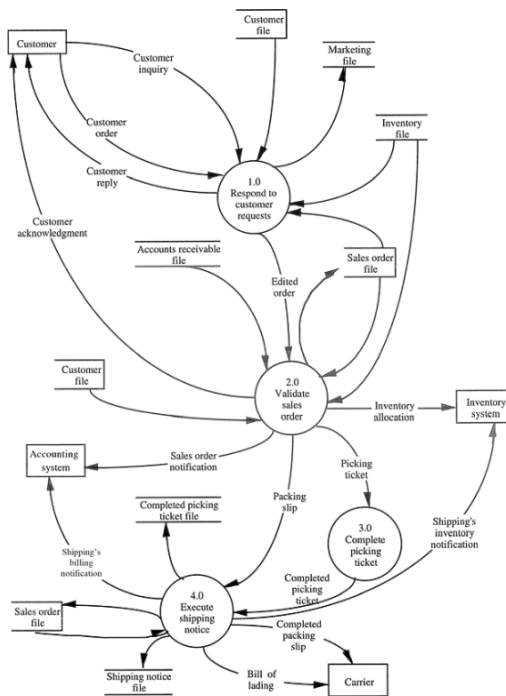 Customer
Customer
file
Marketing
file
Customer
inquiry
Customer
order
Customer
reply
Inventory
file
1.0
Respond to
customer
requests
Customer
acknowledgment
Accounts receivable
file
Edited
order
Sales order
file
Customer
file
2.0
Validate
sales
order
Inventory
allocation
Inventory
system
Accounting
system
Sales order
notification
Picking
ticket
Packing
slip
Completed picking
ticket file
3.0
Complete
picking
ticket
Shipping's
inventory
notification
Shipping's
billing
notification
Completed
picking
ticket
4.0
Execute
shipping
notice
Sales order
file
Completed
packing
slip
Shipping notice
file
Bill of
lading
Carrier